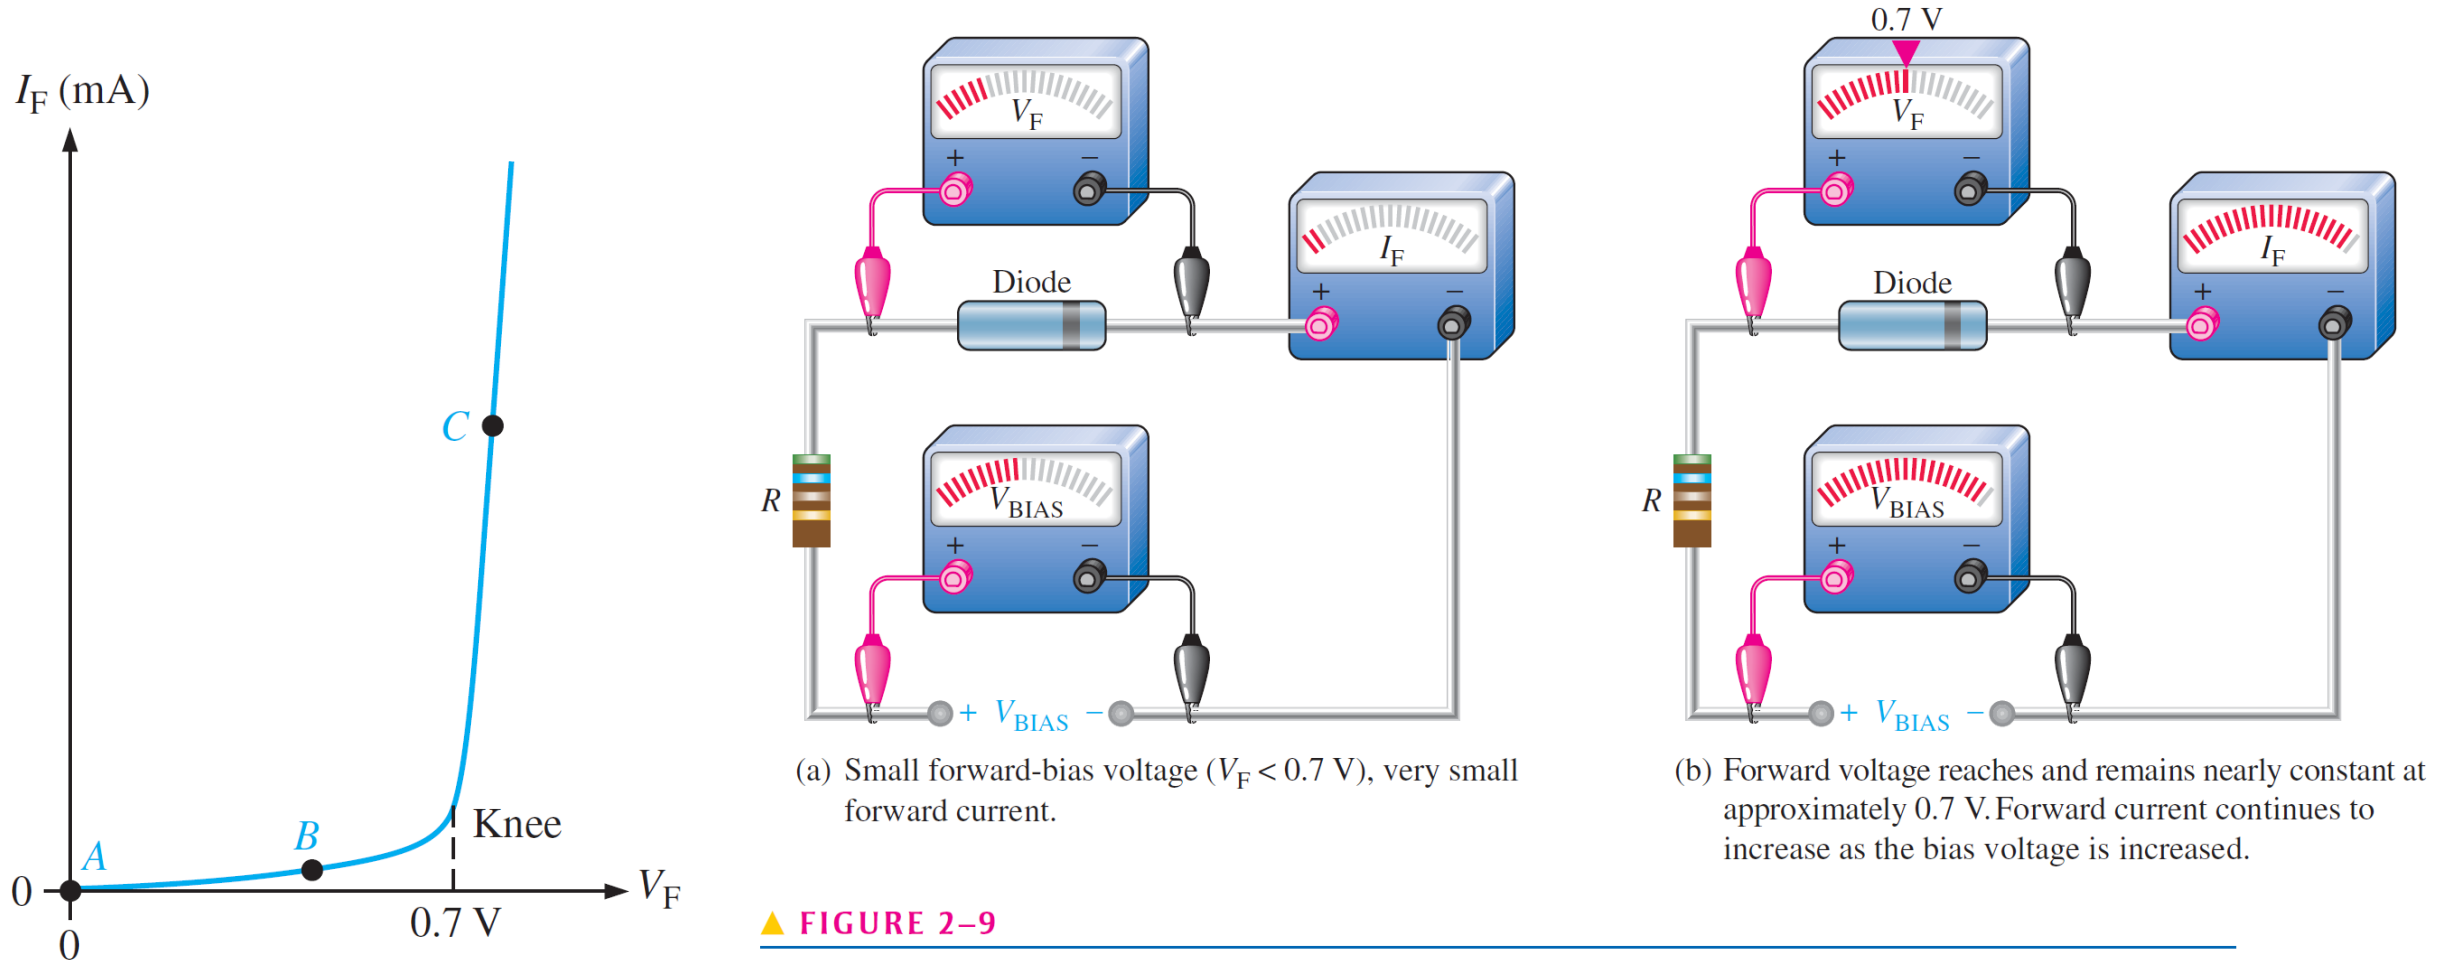 I_F (mA)
C
B
A
Knee
0
V_F
0.7 V
0
V_F
+ −
I_F
+ −
Diode
R
V_BIAS
+ −
+ V_BIAS −
(a) Small forward-bias voltage (V_F < 0.7 V), very small
forward current.
0.7 V
V_F
+ −
I_F
+ −
Diode
R
V_BIAS
+ −
+ V_BIAS −
(b) Forward voltage reaches and remains nearly constant at
approximately 0.7 V. Forward current continues to
increase as the bias voltage is increased.
▲ FIGURE 2–9